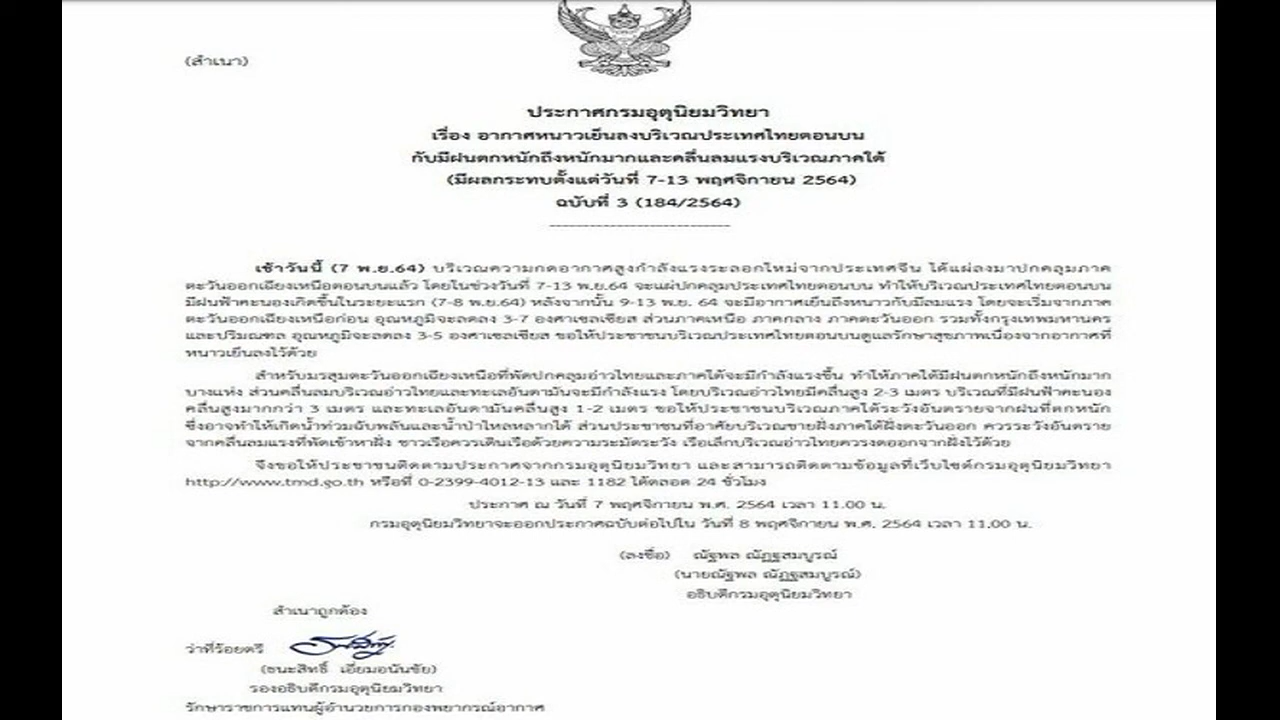 (สำเนา)
ประกาศกรมอุตุนิยมวิทยา
เรื่อง อากาศหนาวเย็นลงบริเวณประเทศไทยตอนบน
กับมีฝนตกหนักถึงหนักมากและคลื่นลมแรงบริเวณภาคใต้
(มีผลกระทบตั้งแต่วันที่ 7-13 พฤศจิกายน 2564)
ฉบับที่ 3 (184/2564)
---------------------------
เช้าวันนี้ (7 พ.ย.64) บริเวณความกดอากาศสูงกำลังแรงระลอกใหม่จากประเทศจีน ได้แผ่ลงมาปกคลุมภาค
ตะวันออกเฉียงเหนือตอนบนแล้ว โดยในช่วงวันที่ 7-13 พ.ย.64 จะแผ่ปกคลุมประเทศไทยตอนบน ทำให้บริเวณประเทศไทยตอนบน
มีฝนฟ้าคะนองเกิดขึ้นในระยะแรก (7-8 พ.ย.64) หลังจากนั้น 9-13 พ.ย. 64 จะมีอากาศเย็นถึงหนาวกับมีลมแรง โดยจะเริ่มจากภาค
ตะวันออกเฉียงเหนือก่อน อุณหภูมิจะลดลง 3-7 องศาเซลเซียส ส่วนภาคเหนือ ภาคกลาง ภาคตะวันออก รวมทั้งกรุงเทพมหานคร
และปริมณฑล อุณหภูมิจะลดลง 3-5 องศาเซลเซียส ขอให้ประชาชนบริเวณประเทศไทยตอนบนดูแลรักษาสุขภาพเนื่องจากอากาศที่
หนาวเย็นลงไว้ด้วย
สำหรับมรสุมตะวันออกเฉียงเหนือที่พัดปกคลุมอ่าวไทยและภาคใต้จะมีกำลังแรงขึ้น ทำให้ภาคใต้มีฝนตกหนักถึงหนักมาก
บางแห่ง ส่วนคลื่นลมบริเวณอ่าวไทยและทะเลอันดามันจะมีกำลังแรง โดยบริเวณอ่าวไทยมีคลื่นสูง 2-3 เมตร บริเวณที่มีฝนฟ้าคะนอง
คลื่นสูงมากกว่า 3 เมตร และทะเลอันดามันคลื่นสูง 1-2 เมตร ขอให้ประชาชนบริเวณภาคใต้ระวังอันตรายจากฝนที่ตกหนัก
ซึ่งอาจทำให้เกิดน้ำท่วมฉับพลันและน้ำป่าไหลหลากได้ ส่วนประชาชนที่อาศัยบริเวณชายฝั่งภาคใต้ฝั่งตะวันออก ควรระวังอันตราย
จากคลื่นลมแรงที่พัดเข้าหาฝั่ง ชาวเรือควรเดินเรือด้วยความระมัดระวัง เรือเล็กบริเวณอ่าวไทยควรงดออกจากฝั่งไว้ด้วย
จึงขอให้ประชาชนติดตามประกาศจากกรมอุตุนิยมวิทยา และสามารถติดตามข้อมูลที่เว็บไซต์กรมอุตุนิยมวิทยา
http://www.tmd.go.th หรือที่ 0-2399-4012-13 และ 1182 ได้ตลอด 24 ชั่วโมง
ประกาศ ณ วันที่ 7 พฤศจิกายน พ.ศ. 2564 เวลา 11.00 น.
กรมอุตุนิยมวิทยาจะออกประกาศฉบับต่อไปใน วันที่ 8 พฤศจิกายน พ.ศ. 2564 เวลา 11.00 น.
(ลงชื่อ) ณัฐพล ณัฏฐสมบูรณ์
(นายณัฐพล ณัฏฐสมบูรณ์)
อธิบดีกรมอุตุนิยมวิทยา
สำเนาถูกต้อง
ว่าที่ร้อยตรี
(ธนะสิทธิ์ เอี่ยมอนันชัย)
รองอธิบดีกรมอุตุนิยมวิทยา
รักษาราชการแทนผู้อำนวยการกองพยากรณ์อากาศ